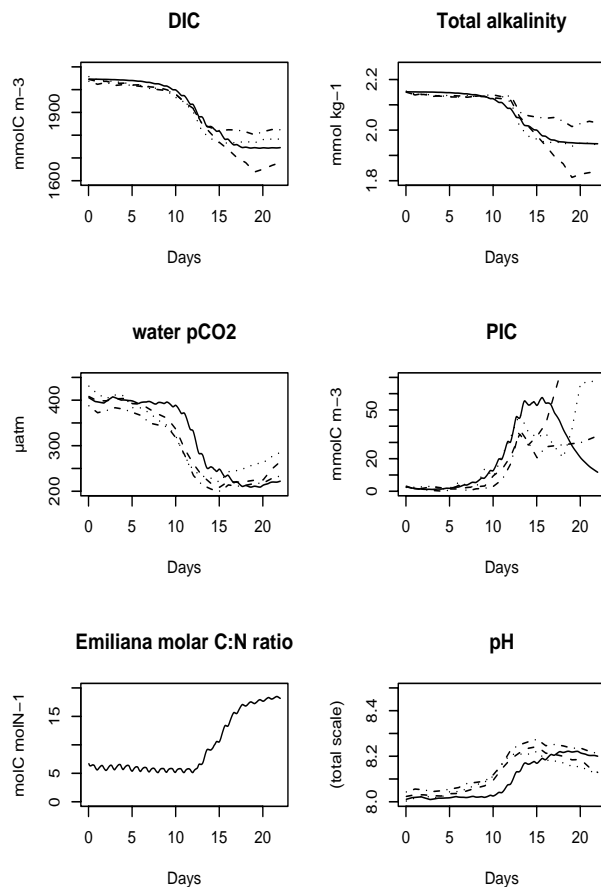 DIC
mmolC m−3
1600
1900
0 5 10 15 20
Days
Total alkalinity
mmol kg−1
1.8
2.0
2.2
0 5 10 15 20
Days
water pCO2
µatm
200
300
400
0 5 10 15 20
Days
PIC
mmolC m−3
0
20
50
0 5 10 15 20
Days
Emiliana molar C:N ratio
molC molN−1
0
5
15
0 5 10 15 20
Days
pH
(total scale)
8.0
8.2
8.4
0 5 10 15 20
Days